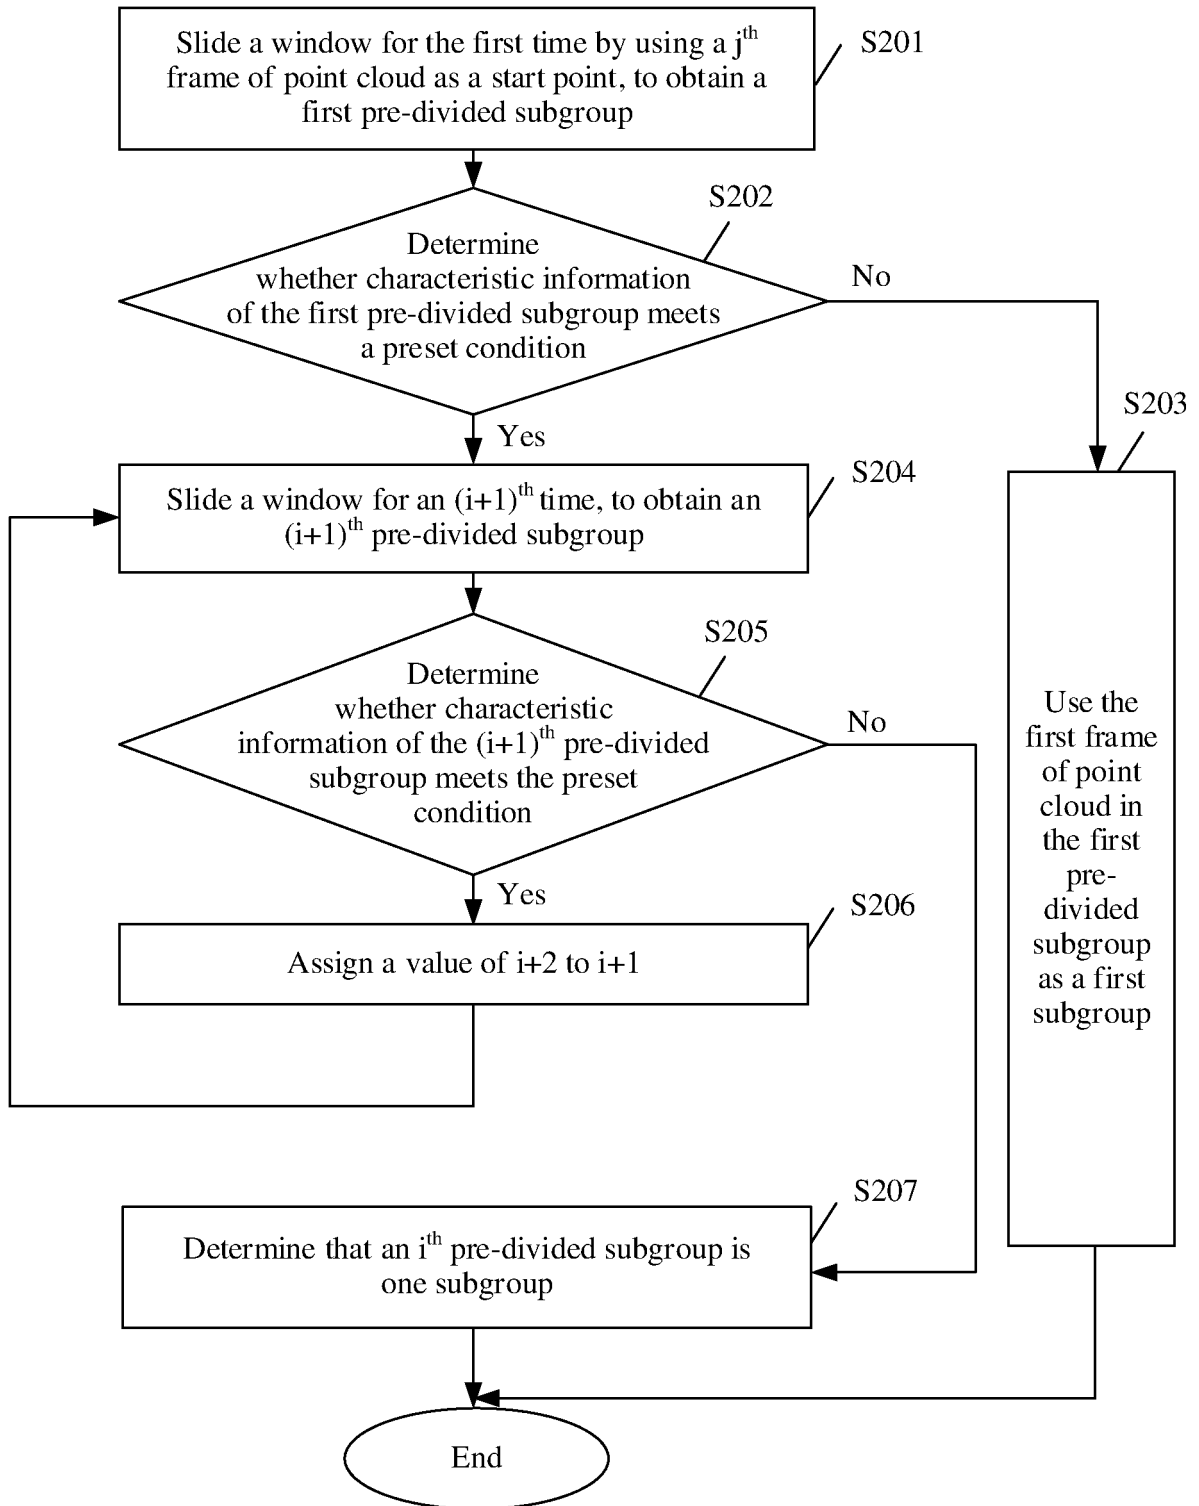 Slide a window for the first time by using a jth
frame of point cloud as a start point, to obtain a
first pre-divided subgroup
S201
S202
Determine
whether characteristic information
of the first pre-divided subgroup meets
a preset condition
No
Yes
S203
Use the
first frame
of point
cloud in
the first
pre-
divided
subgroup
as a first
subgroup
S204
Slide a window for an (i+1)th time, to obtain an
(i+1)th pre-divided subgroup
S205
Determine
whether characteristic
information of the (i+1)th pre-divided
subgroup meets the preset
condition
No
Yes
S206
Assign a value of i+2 to i+1
S207
Determine that an ith pre-divided subgroup is
one subgroup
End